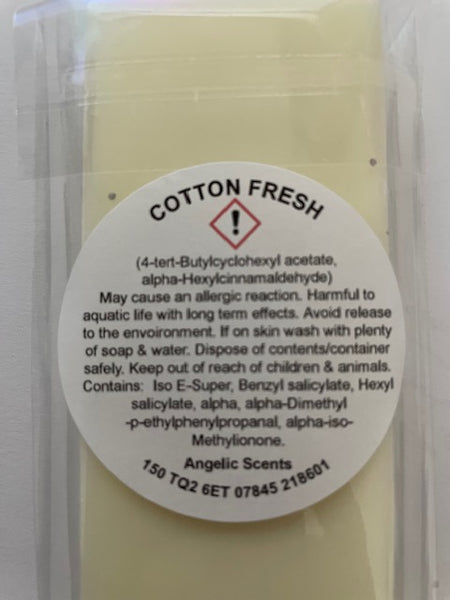 COTTON FRESH
!
(4-tert-Butylcyclohexyl acetate,
alpha-Hexylcinnamaldehyde)
May cause an allergic reaction. Harmful to
aquatic life with long term effects. Avoid release
to the envoironment. If on skin wash with plenty
of soap & water. Dispose of contents/container
safely. Keep out of reach of children & animals.
Contains: Iso E-Super, Benzyl salicylate, Hexyl
salicylate, alpha, alpha-Dimethyl
-p-ethylphenylpropanal, alpha-iso-
Methylionone.
Angelic Scents
150 TQ2 6ET 07845 218601